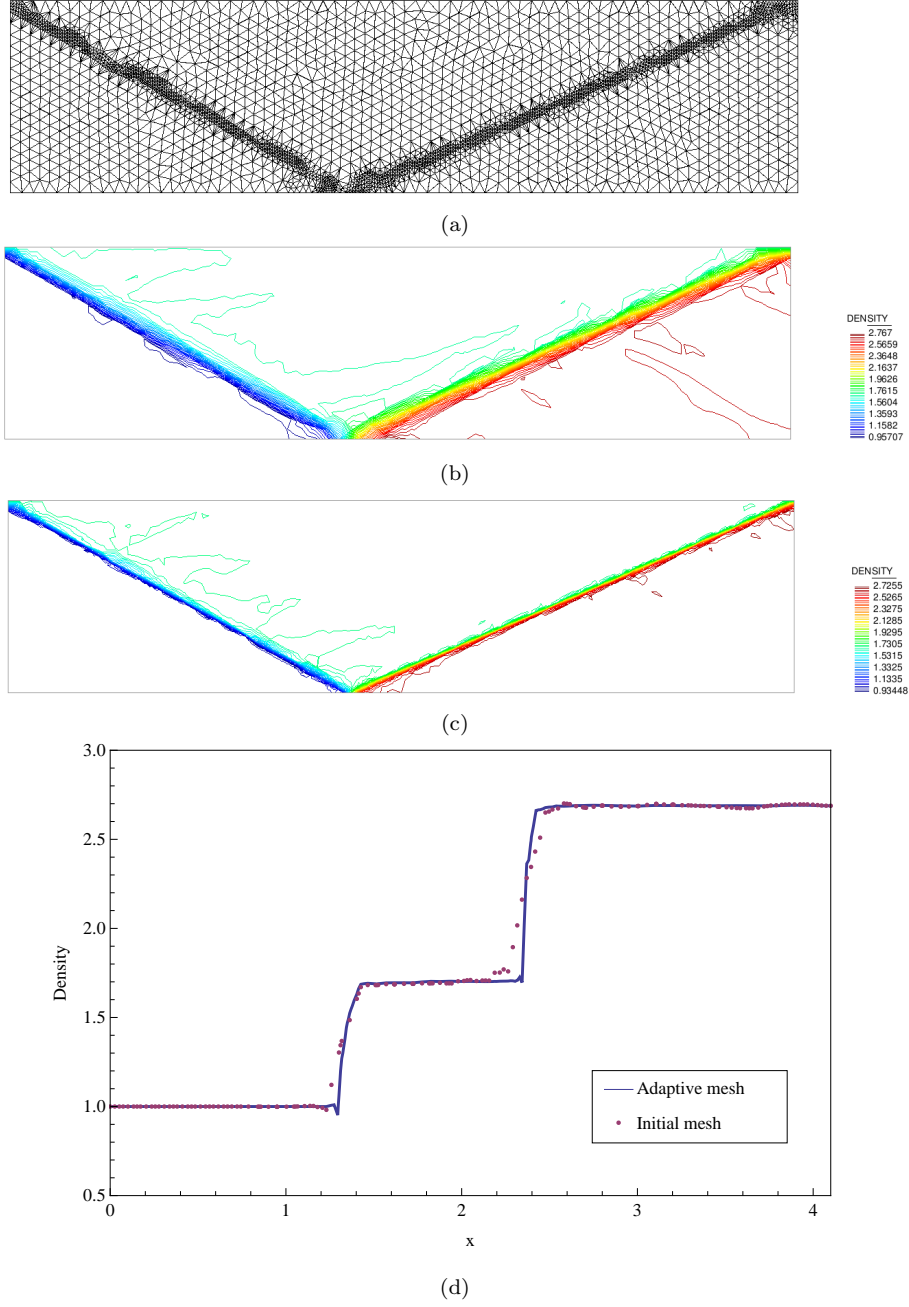 (a)
DENSITY
2.767
2.5659
2.3648
2.1637
1.9626
1.7615
1.5604
1.3593
1.1582
0.95707
(b)
DENSITY
2.7255
2.5265
2.3275
2.1285
1.9295
1.7305
1.5315
1.3325
1.1335
0.93448
(c)
3.0
2.5
2.0
Density
1.5
1.0
0.5
Adaptive mesh
Initial mesh
0 1 2 3 4
x
(d)